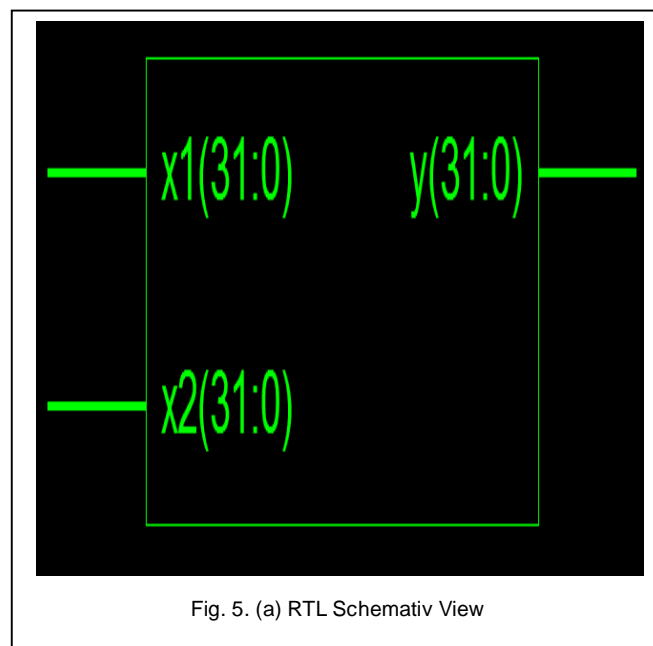 x1(31:0) y(31:0)
x2(31:0)
Fig. 5. (a) RTL Schemativ View